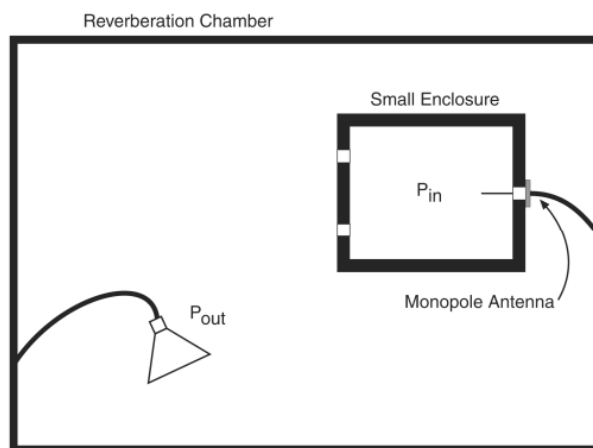 Reverberation Chamber
Small Enclosure
Pin
Monopole Antenna
Pout